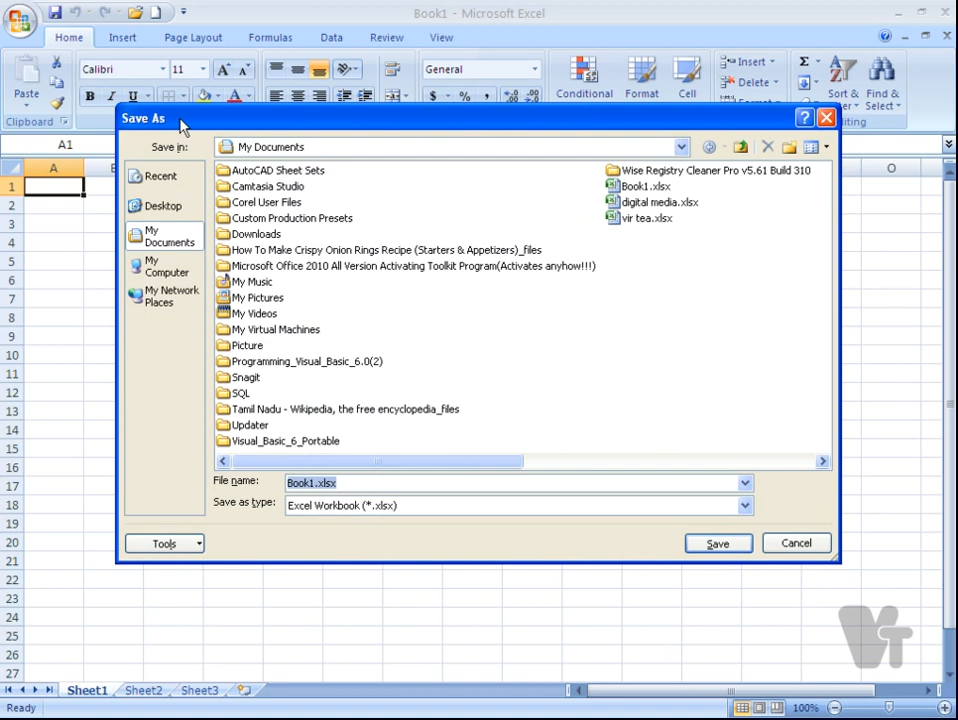 Book1 - Microsoft Excel
Home Insert Page Layout Formulas Data Review View
Calibri 11 General Insert Σ
Paste B I U $ % , Conditional Format Cell Delete Sort & Find &
Select
Clipboard
A1
Save As
Save in: My Documents
Recent
Desktop
My Documents
My Computer
My Network Places
AutoCAD Sheet Sets
Camtasia Studio
Corel User Files
Custom Production Presets
Downloads
How To Make Crispy Onion Rings Recipe (Starters & Appetizers)_files
Microsoft Office 2010 All Version Activating Toolkit Program(Activates anyhow!!!)
My Music
My Pictures
My Videos
My Virtual Machines
Picture
Programming_Visual_Basic_6.0(2)
Snagit
SQL
Tamil Nadu - Wikipedia, the free encyclopedia_files
Updater
Visual_Basic_6_Portable
Wise Registry Cleaner Pro v5.61 Build 310
Book1.xlsx
digital media.xlsx
vir tea.xlsx
File name: Book1.xlsx
Save as type: Excel Workbook (*.xlsx)
Tools Save Cancel
A O
1
2
3
4
5
6
7
8
9
10
11
12
13
14
15
16
17
18
19
20
21
22
23
24
25
26
27
VT
Sheet1 Sheet2 Sheet3
Ready 100%